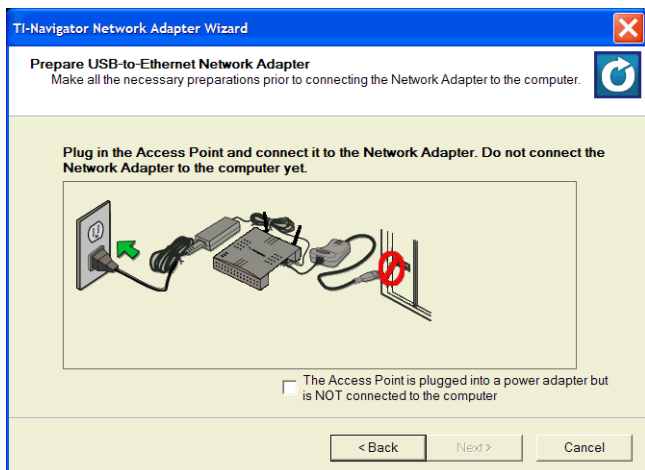 TI-Navigator Network Adapter Wizard
Prepare USB-to-Ethernet Network Adapter
Make all the necessary preparations prior to connecting the Network Adapter to the computer.
Plug in the Access Point and connect it to the Network Adapter. Do not connect the
Network Adapter to the computer yet.
The Access Point is plugged into a power adapter but
is NOT connected to the computer
< Back
Next >
Cancel